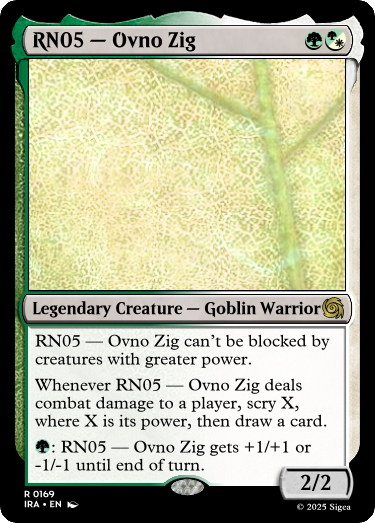 RN05 — Ovno Zig
Legendary Creature — Goblin Warrior
RN05 — Ovno Zig can't be blocked by
creatures with greater power.
Whenever RN05 — Ovno Zig deals
combat damage to a player, scry X,
where X is its power, then draw a card.
: RN05 — Ovno Zig gets +1/+1 or
-1/-1 until end of turn.
2/2
R 0169
IRA • EN
© 2025 Sigea